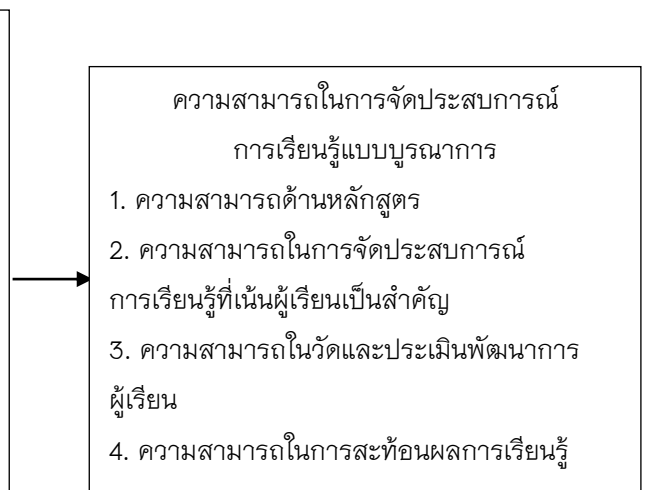 ความสามารถในการจัดประสบการณ์
การเรียนรู้แบบบูรณาการ
1. ความสามารถด้านหลักสูตร
2. ความสามารถในการจัดประสบการณ์
การเรียนรู้ที่เน้นผู้เรียนเป็นสำคัญ
3. ความสามารถในวัดและประเมินพัฒนาการ
ผู้เรียน
4. ความสามารถในการสะท้อนผลการเรียนรู้